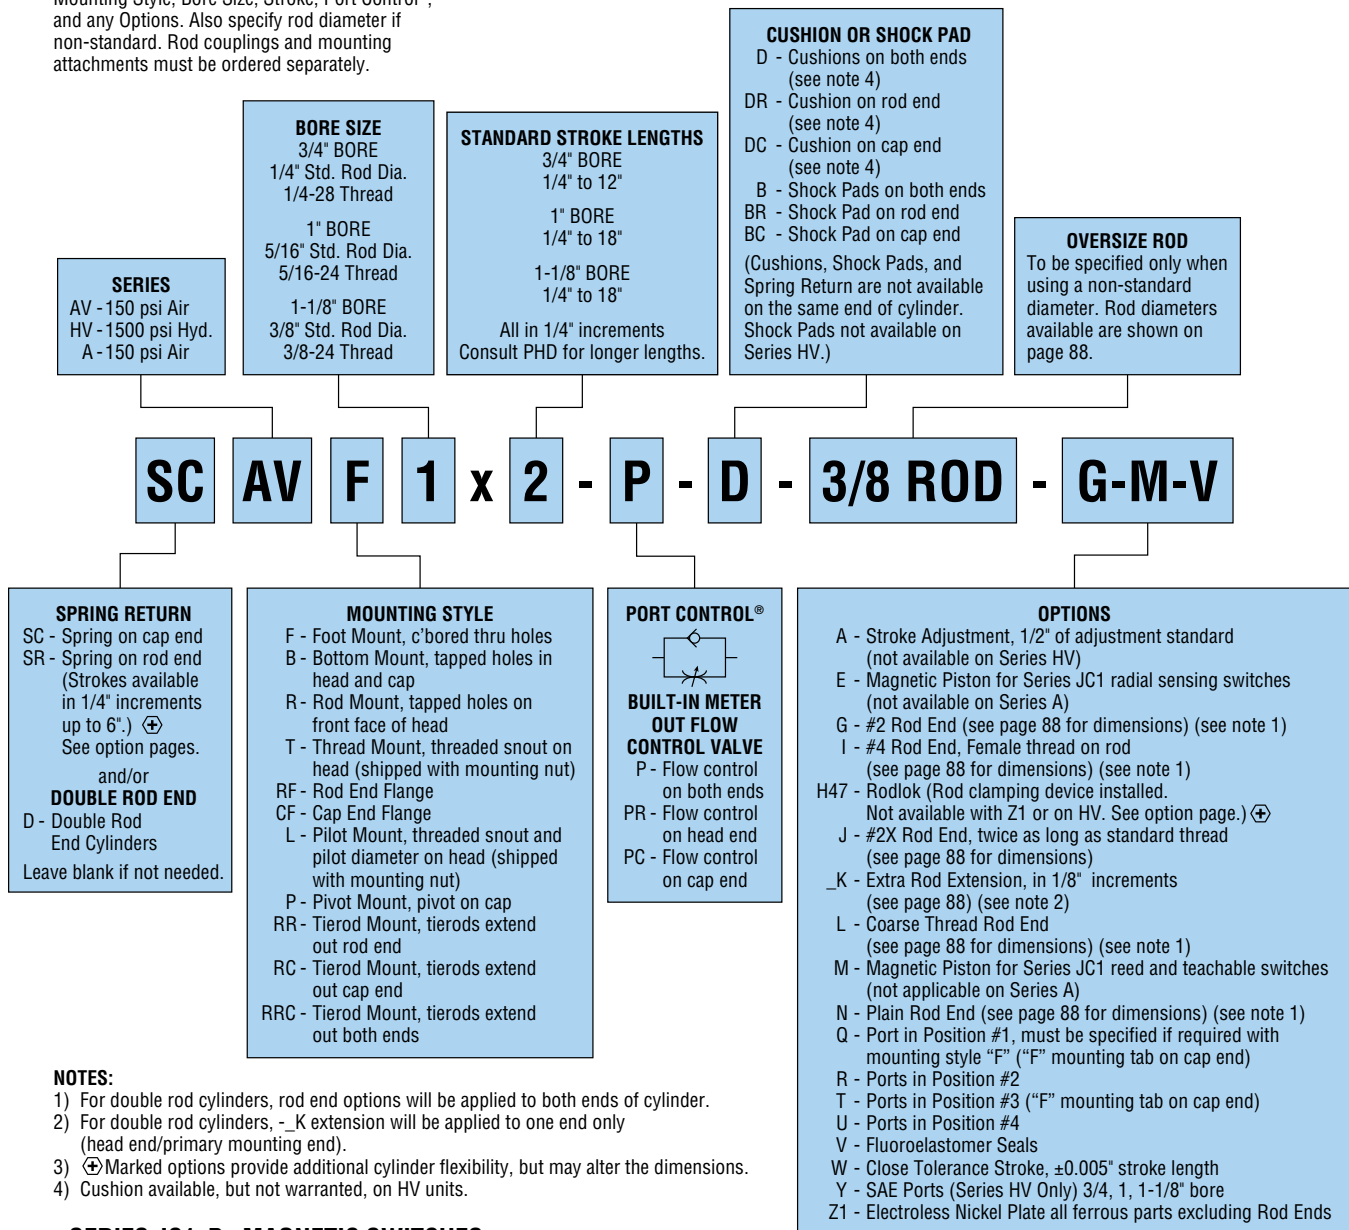 Mounting Style, Bore Size, Stroke, Port Control®,
and any Options. Also specify rod diameter if
non-standard. Rod couplings and mounting
attachments must be ordered separately.
SERIES
AV - 150 psi Air
HV - 1500 psi Hyd.
A - 150 psi Air
BORE SIZE
3/4" BORE
1/4" Std. Rod Dia.
1/4-28 Thread
1" BORE
5/16" Std. Rod Dia.
5/16-24 Thread
1-1/8" BORE
3/8" Std. Rod Dia.
3/8-24 Thread
STANDARD STROKE LENGTHS
3/4" BORE
1/4" to 12"
1" BORE
1/4" to 18"
1-1/8" BORE
1/4" to 18"
All in 1/4" increments
Consult PHD for longer lengths.
CUSHION OR SHOCK PAD
D - Cushions on both ends
(see note 4)
DR - Cushion on rod end
(see note 4)
DC - Cushion on cap end
(see note 4)
B - Shock Pads on both ends
BR - Shock Pad on rod end
BC - Shock Pad on cap end
(Cushions, Shock Pads, and
Spring Return are not available
on the same end of cylinder.
Shock Pads not available on
Series HV.)
OVERSIZE ROD
To be specified only when
using a non-standard
diameter. Rod diameters
available are shown on
page 88.
SC AV F 1 x 2 - P - D - 3/8 ROD - G-M-V
SPRING RETURN
SC - Spring on cap end
SR - Spring on rod end
(Strokes available
in 1/4" increments
up to 6".)
See option pages.
and/or
DOUBLE ROD END
D - Double Rod
End Cylinders
Leave blank if not needed.
MOUNTING STYLE
F - Foot Mount, c'bored thru holes
B - Bottom Mount, tapped holes in
head and cap
R - Rod Mount, tapped holes on
front face of head
T - Thread Mount, threaded snout on
head (shipped with mounting nut)
RF - Rod End Flange
CF - Cap End Flange
L - Pilot Mount, threaded snout and
pilot diameter on head (shipped
with mounting nut)
P - Pivot Mount, pivot on cap
RR - Tierod Mount, tierods extend
out rod end
RC - Tierod Mount, tierods extend
out cap end
RRC - Tierod Mount, tierods extend
out both ends
PORT CONTROL®
BUILT-IN METER
OUT FLOW
CONTROL VALVE
P - Flow control
on both ends
PR - Flow control
on head end
PC - Flow control
on cap end
OPTIONS
A - Stroke Adjustment, 1/2" of adjustment standard
(not available on Series HV)
E - Magnetic Piston for Series JC1 radial sensing switches
(not available on Series A)
G - #2 Rod End (see page 88 for dimensions) (see note 1)
I - #4 Rod End, Female thread on rod
(see page 88 for dimensions) (see note 1)
H47 - Rodlok (Rod clamping device installed.
Not available with Z1 or on HV. See option page.)
J - #2X Rod End, twice as long as standard thread
(see page 88 for dimensions)
_K - Extra Rod Extension, in 1/8" increments
(see page 88) (see note 2)
L - Coarse Thread Rod End
(see page 88 for dimensions) (see note 1)
M - Magnetic Piston for Series JC1 reed and teachable switches
(not applicable on Series A)
N - Plain Rod End (see page 88 for dimensions) (see note 1)
Q - Port in Position #1, must be specified if required with
mounting style “F” (“F” mounting tab on cap end)
R - Ports in Position #2
T - Ports in Position #3 (“F” mounting tab on cap end)
U - Ports in Position #4
V - Fluoroelastomer Seals
W - Close Tolerance Stroke, ±0.005" stroke length
Y - SAE Ports (Series HV Only) 3/4, 1, 1-1/8" bore
Z1 - Electroless Nickel Plate all ferrous parts excluding Rod Ends
NOTES:
1) For double rod cylinders, rod end options will be applied to both ends of cylinder.
2) For double rod cylinders, -_K extension will be applied to one end only
(head end/primary mounting end).
3) Marked options provide additional cylinder flexibility, but may alter the dimensions.
4) Cushion available, but not warranted, on HV units.